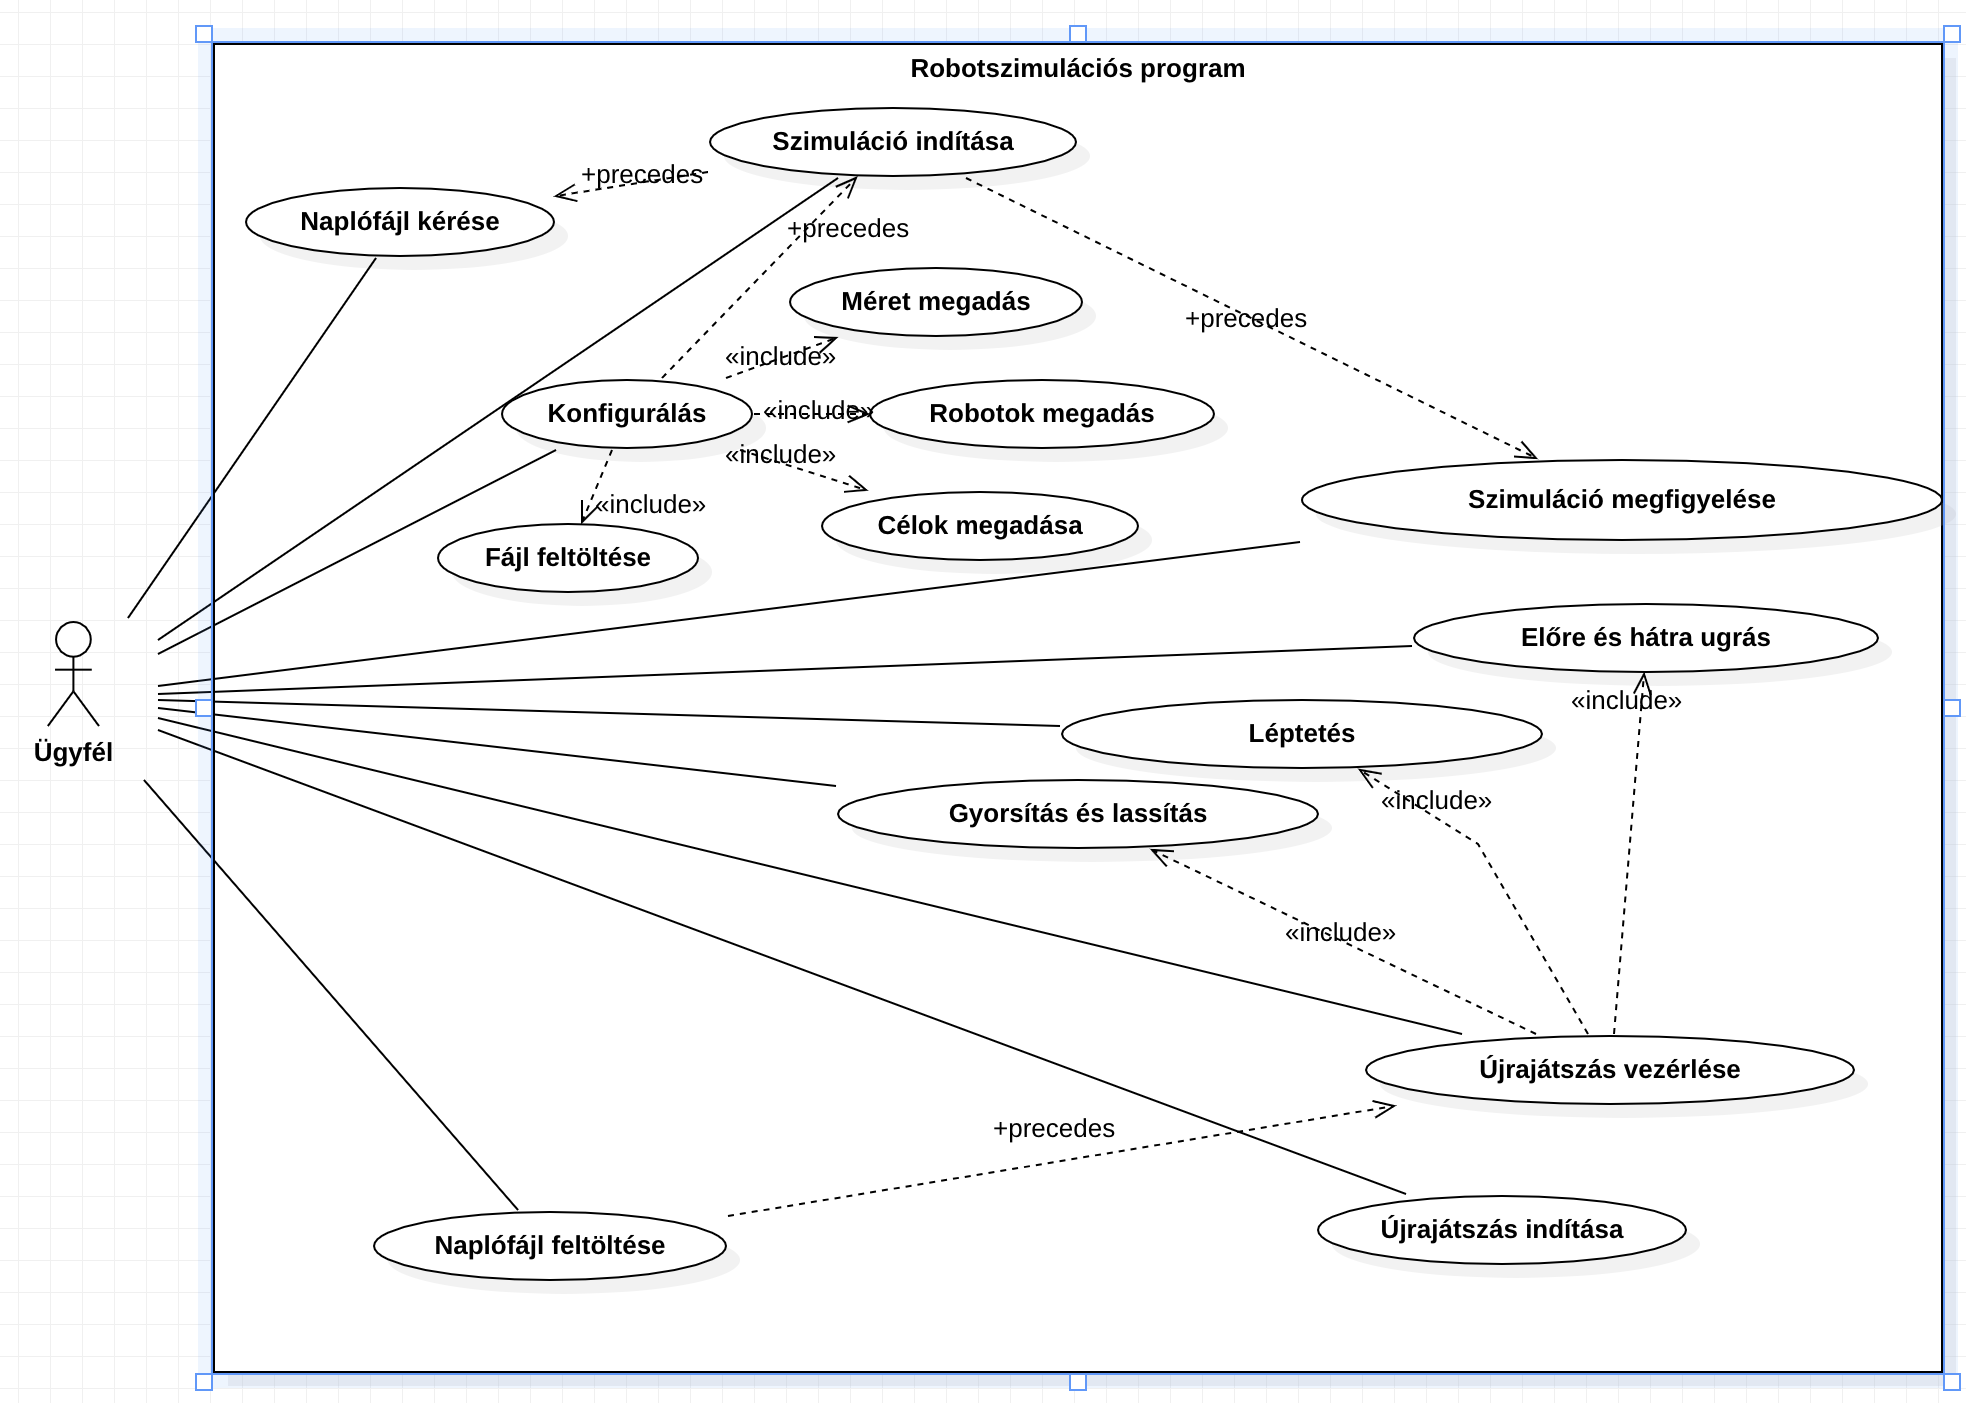 Robotszimulációs program
Szimuláció indítása
+precedes
Naplófájl kérése
+precedes
Méret megadás
+precedes
«include»
Konfigurálás
«include»
Robotok megadás
«include»
Szimuláció megfigyelése
«include»
Célok megadása
Fájl feltöltése
Előre és hátra ugrás
«include»
Léptetés
Ügyfél
«include»
Gyorsítás és lassítás
«include»
Újrajátszás vezérlése
+precedes
Újrajátszás indítása
Naplófájl feltöltése